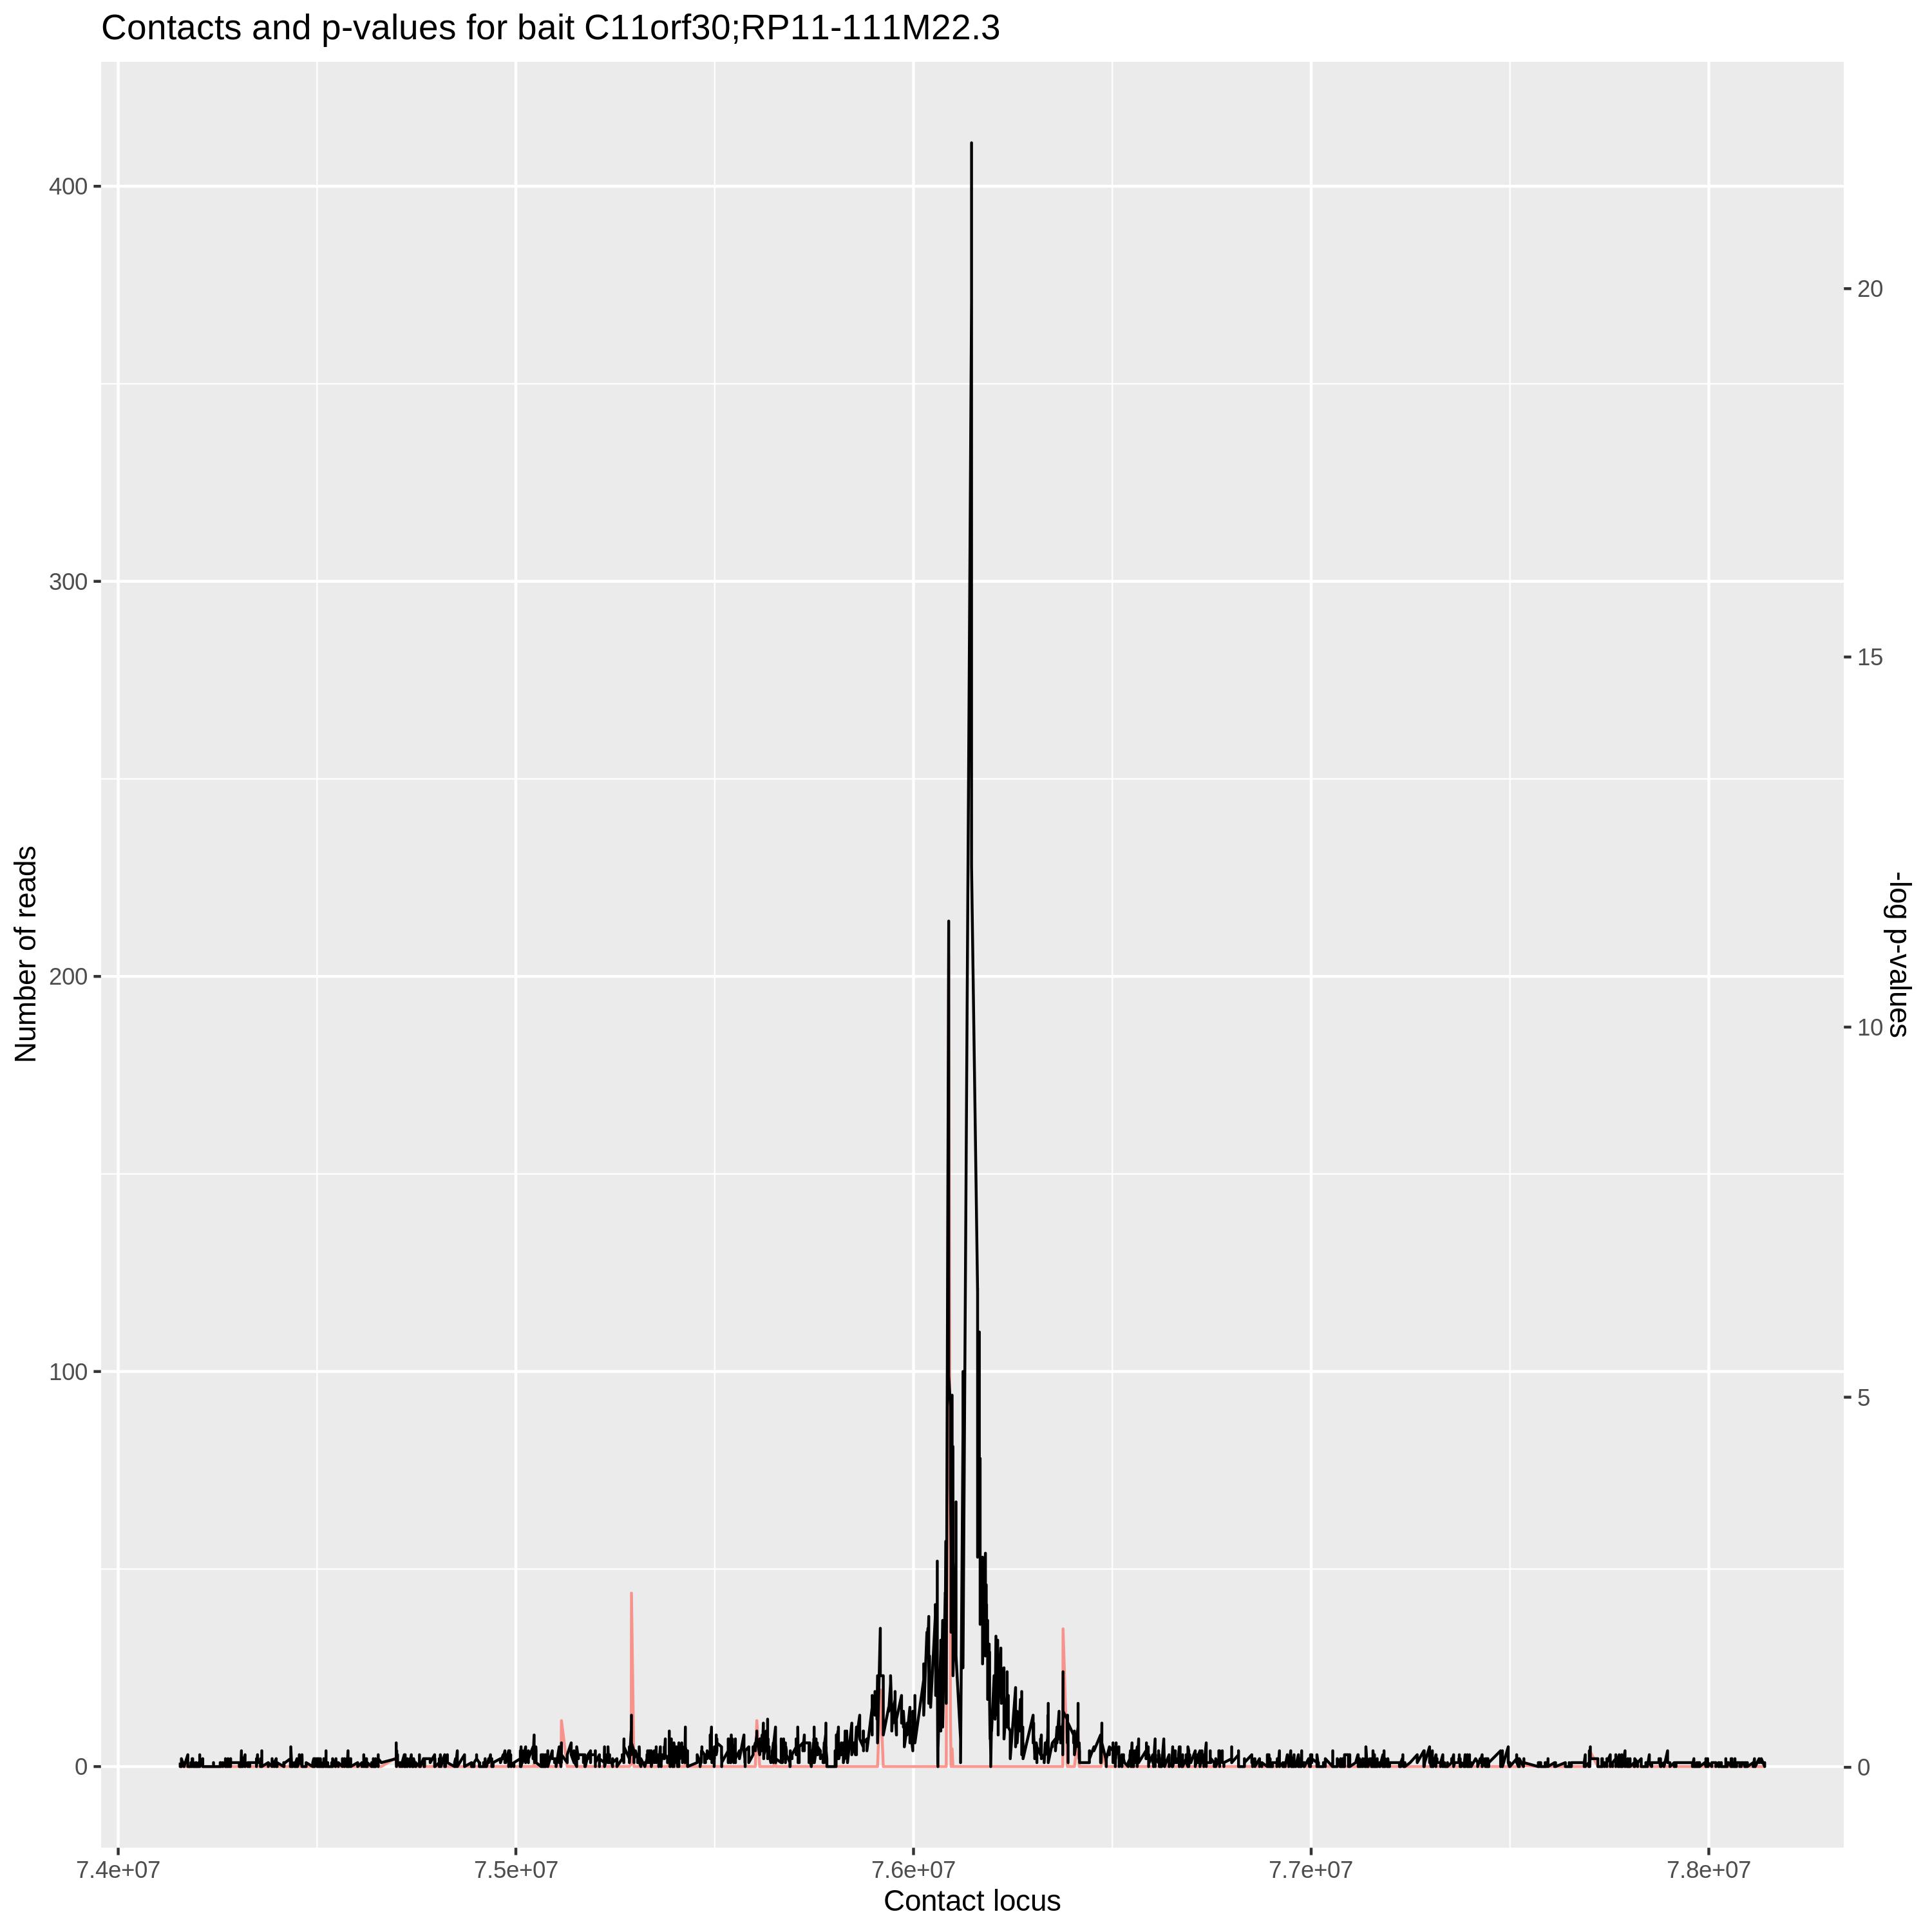 Contacts and p-values for bait C11orf30;RP11-111M22.3
400
300
200
100
0
Number of reads
20
15
10
5
0
-log p-values
7.4e+07 7.5e+07 7.6e+07 7.7e+07 7.8e+07
Contact locus